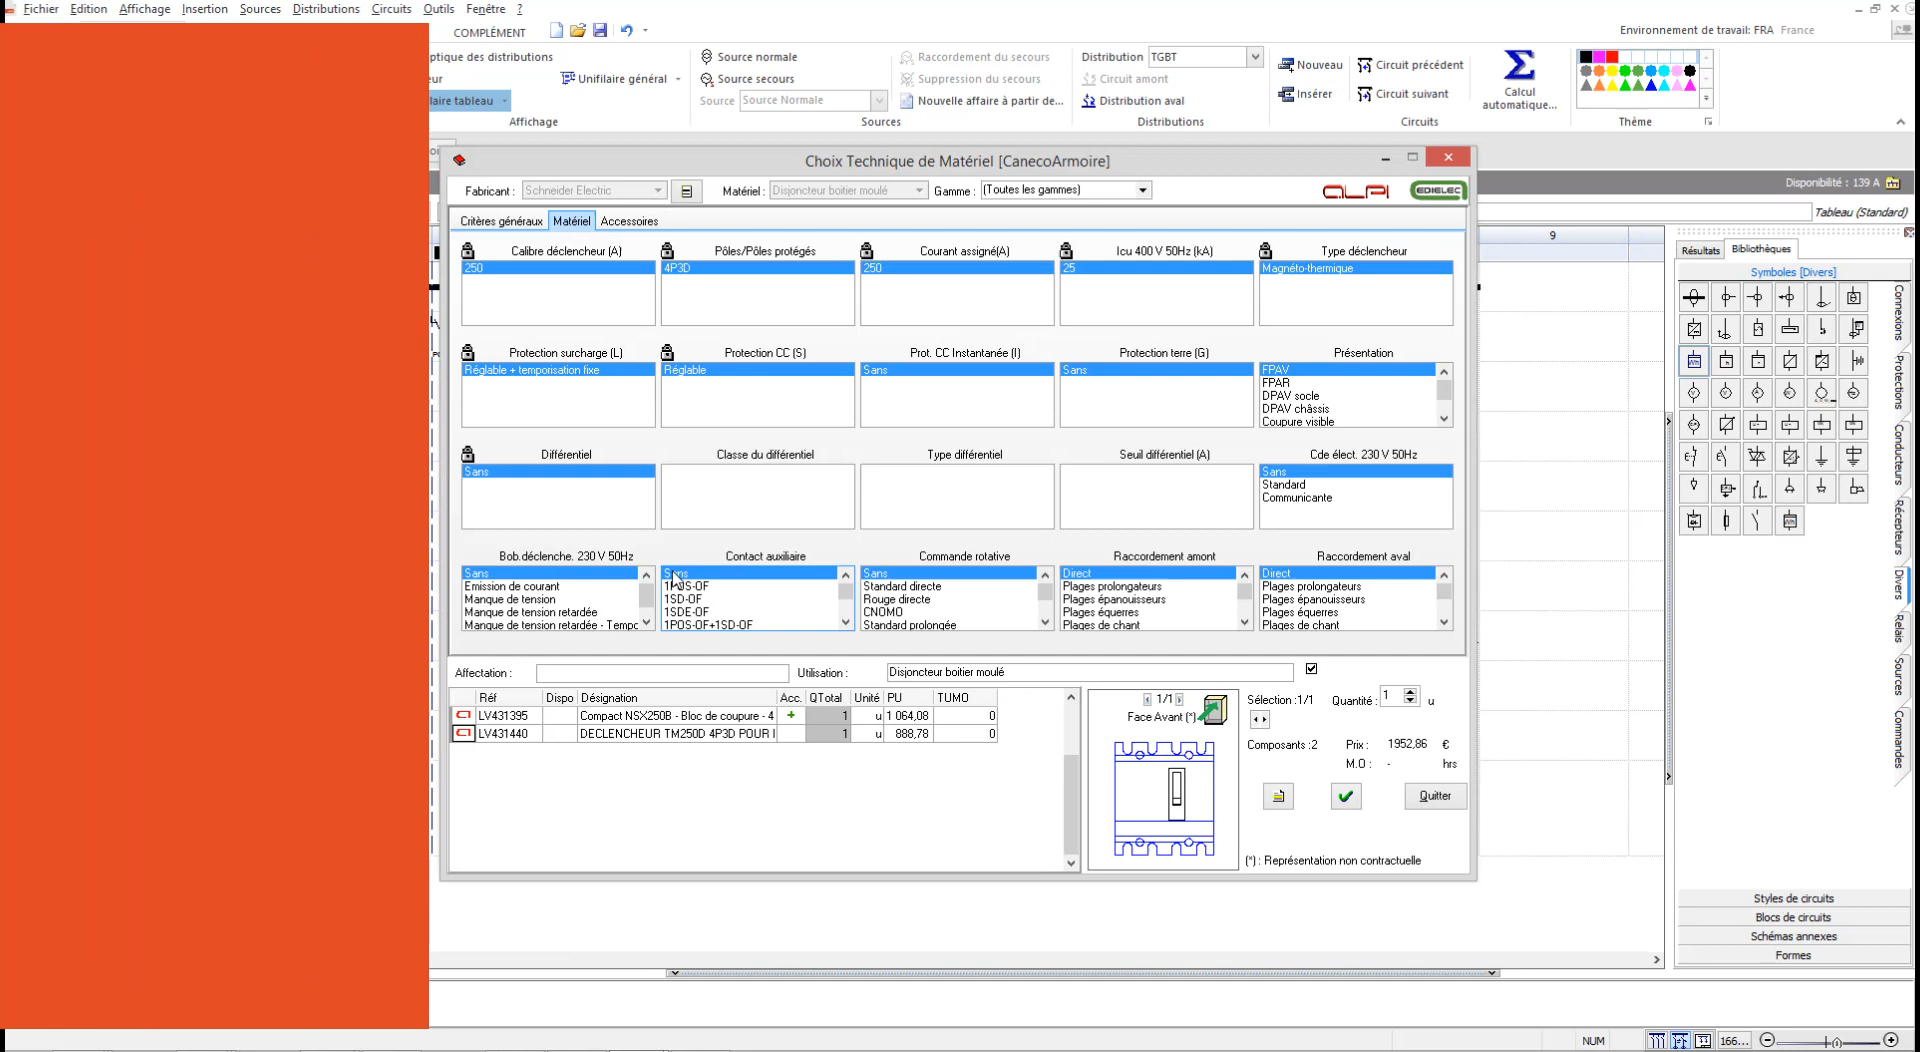 Fichier Edition Affichage Insertion Sources Distributions Circuits Outils Fenêtre ?
COMPLÉMENT
Environnement de travail: FRA France
ptique des distributions
eur
laire tableau
Unifilaire général
Affichage
Source normale
Source secours
Source Source Normale
Raccordement du secours
Suppression du secours
Nouvelle affaire à partir de...
Sources
Distribution TGBT
Circuit amont
Distribution aval
Distributions
Nouveau
Insérer
Circuit précédent
Circuit suivant
Circuits
Calcul
automatique...
Thème
Choix Technique de Matériel [CanecoArmoire]
Disponibilité : 139 A
Fabricant : Schneider Electric Matériel : Disjoncteur boitier moulé Gamme : (Toutes les gammes)
ALPI EDIELEC
Tableau (Standard)
Critères généraux Matériel Accessoires
9
Résultats Bibliothèques
Symboles [Divers]
Calibre déclencheur (A) Pôles/Pôles protégés Courant assigné(A) Icu 400 V 50Hz (kA) Type déclencheur
250 4P3D 250 25 Magnéto-thermique
Protection surcharge (L) Protection CC (S) Prot. CC Instantanée (I) Protection terre (G) Présentation
Réglable + temporisation fixe Réglable Sans Sans FPAV
FPAR
DPAV socle
DPAV châssis
Coupure visible
Différentiel Classe du différentiel Type différentiel Seuil différentiel (A) Cde élect. 230 V 50Hz
Sans Sans
Standard
Communicante
Bob.déclenche. 230 V 50Hz Contact auxiliaire Commande rotative Raccordement amont Raccordement aval
Sans Sans Sans Direct Direct
Emission de courant 1POS-OF Standard directe Plages prolongateurs Plages prolongateurs
Manque de tension 1SD-OF Rouge directe Plages épanouisseurs Plages épanouisseurs
Manque de tension retardée 1SDE-OF CNOMO Plages équerres Plages équerres
Manque de tension retardée - Tempo 1POS-OF+1SD-OF Standard prolongée Plages de chant Plages de chant
Affectation : Utilisation : Disjoncteur boitier moulé
Réf Dispo Désignation Acc. QTotal Unité PU TUMO
LV431395 Compact NSX250B - Bloc de coupure - 4 + 1 u 1 064,08 0
LV431440 DECLENCHEUR TM250D 4P3D POUR I 1 u 888,78 0
1/1
Face Avant (*)
Sélection :1/1 Quantité : 1 u
Composants :2 Prix : 1952,86 €
M.O : - hrs
Quitter
(*) : Représentation non contractuelle
Connexions
Protections
Conducteurs
Récepteurs
Divers
Relais
Sources
Commandes
Styles de circuits
Blocs de circuits
Schémas annexes
Formes
NUM
166...